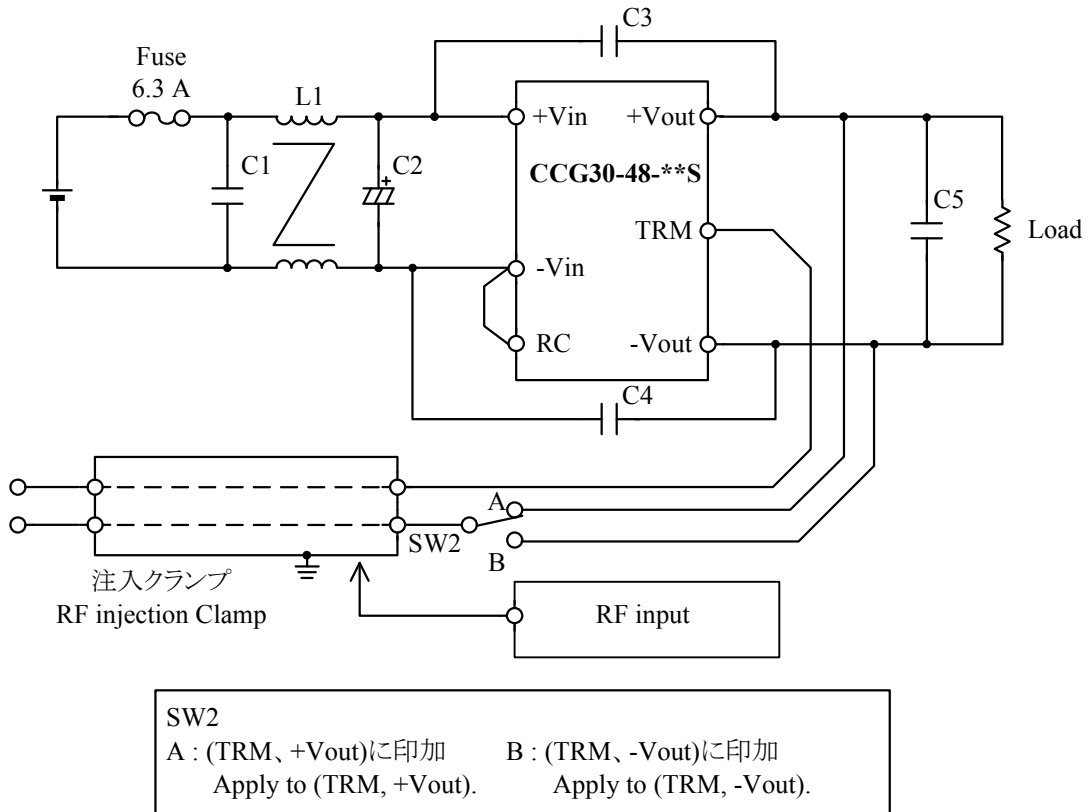 C3
Fuse
6.3 A
L1
C1
C2
+
+Vin
+Vout
CCG30-48-**S
TRM
C5
Load
-Vin
RC
-Vout
C4
A
SW2
B
注入クランプ
RF injection Clamp
RF input
SW2
A : (TRM、+Vout)に印加 B : (TRM、-Vout)に印加
Apply to (TRM, +Vout). Apply to (TRM, -Vout).